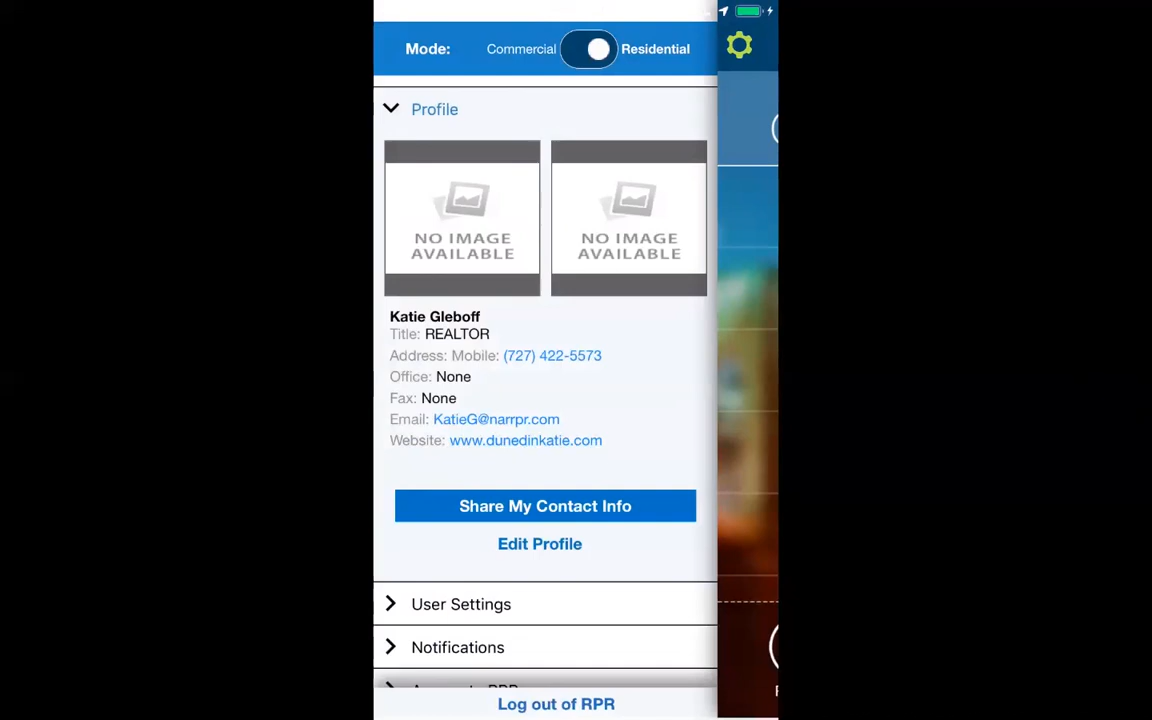 Mode: Commercial Residential
Profile
NO IMAGE AVAILABLE NO IMAGE AVAILABLE
Katie Gleboff
Title: REALTOR
Address: Mobile: (727) 422-5573
Office: None
Fax: None
Email: KatieG@narrpr.com
Website: www.dunedinkatie.com
Share My Contact Info
Edit Profile
User Settings
Notifications
Log out of RPR